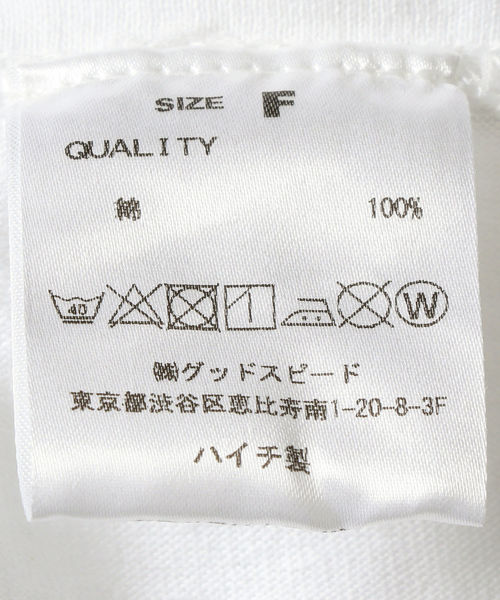 SIZE F
QUALITY
綿 100%
40 W
㈱グッドスピード
東京都渋谷区恵比寿南1-20-8-3F
ハイチ製